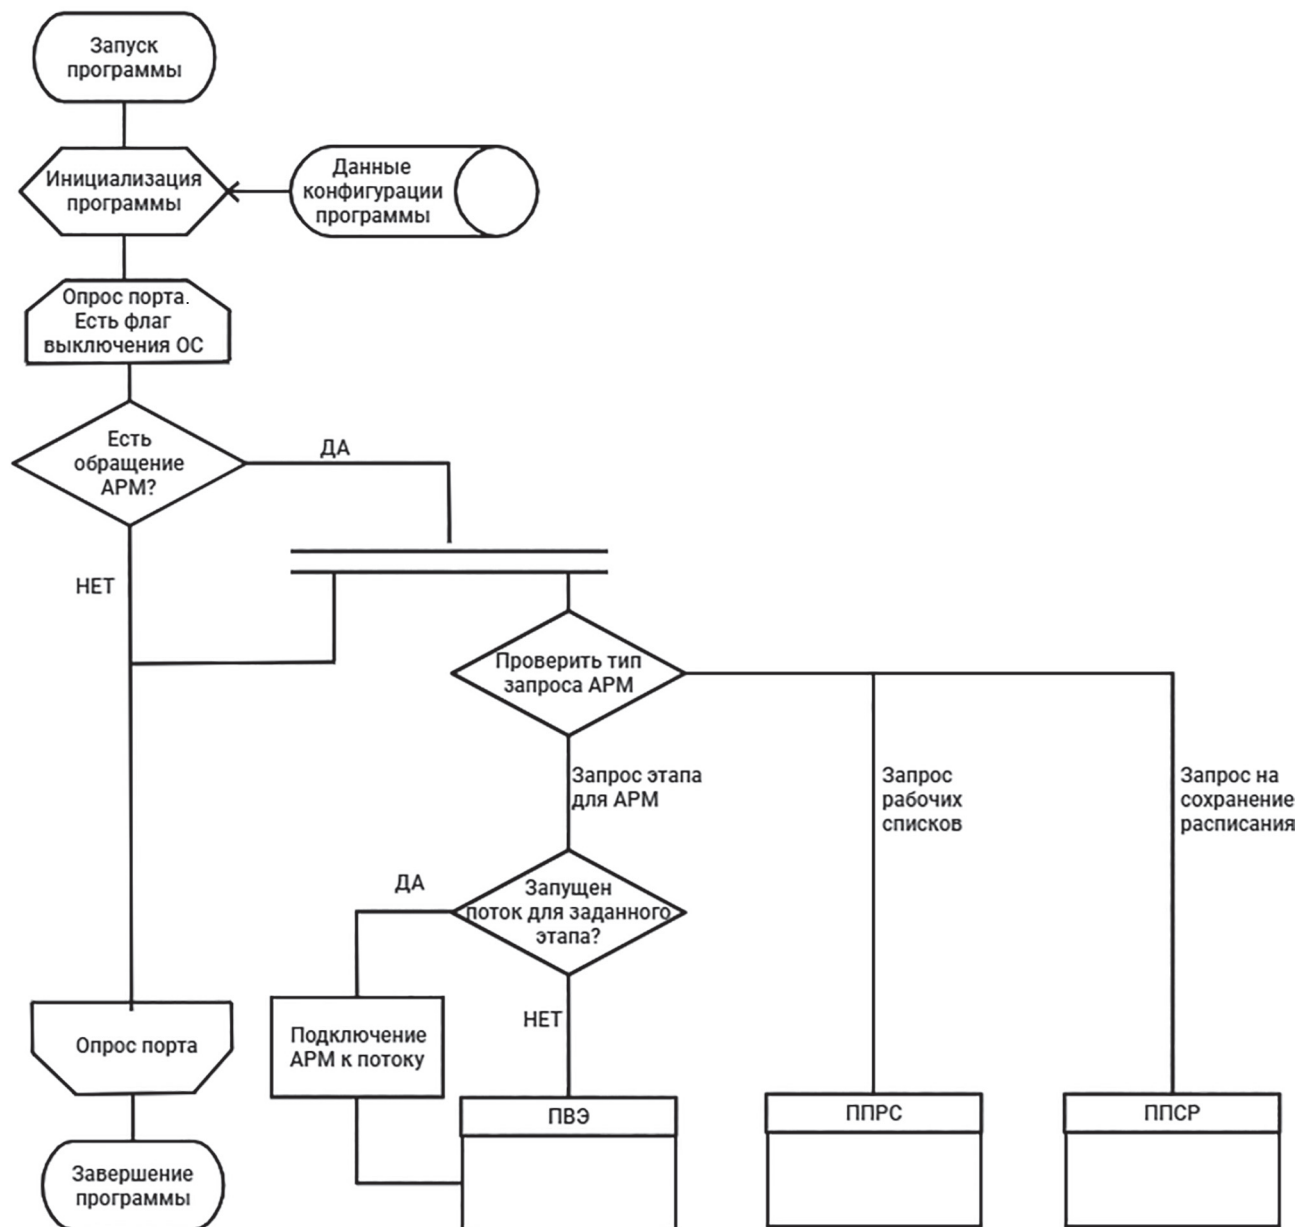 Запуск
программы
Инициализация
программы
Данные
конфигурации
программы
Опрос порта.
Есть флаг
выключения ОС
Есть
обращение
АРМ?
ДА
НЕТ
Проверить тип
запроса АРМ
Запрос этапа
для АРМ
Запрос
рабочих
списков
Запрос на
сохранение
расписания
ДА
Запущен
поток для заданного
этапа?
НЕТ
Подключение
АРМ к потоку
Опрос порта
ПВЭ
ППРС
ППСР
Завершение
программы